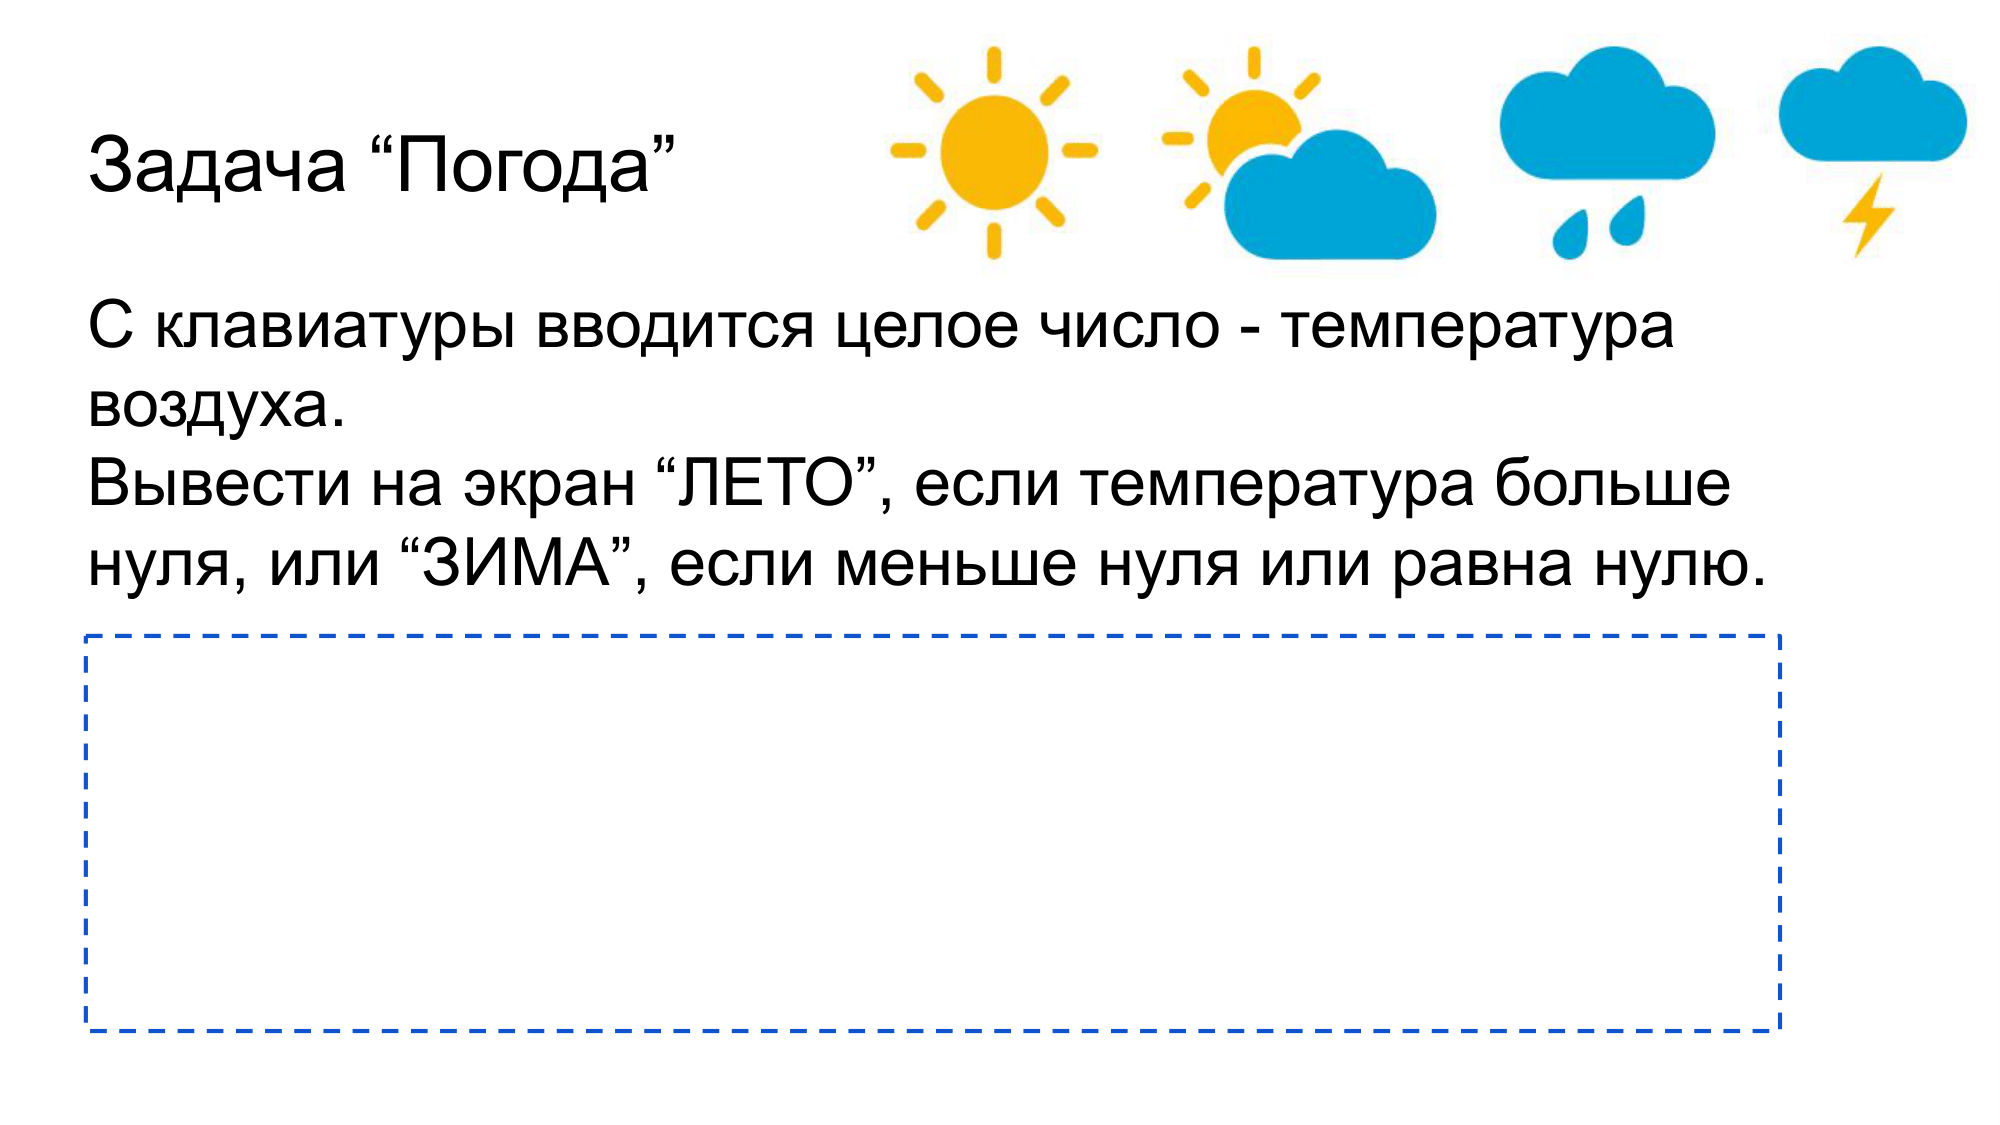 Задача “Погода”
С клавиатуры вводится целое число - температура
воздуха.
Вывести на экран “ЛЕТО”, если температура больше
нуля, или “ЗИМА”, если меньше нуля или равна нулю.